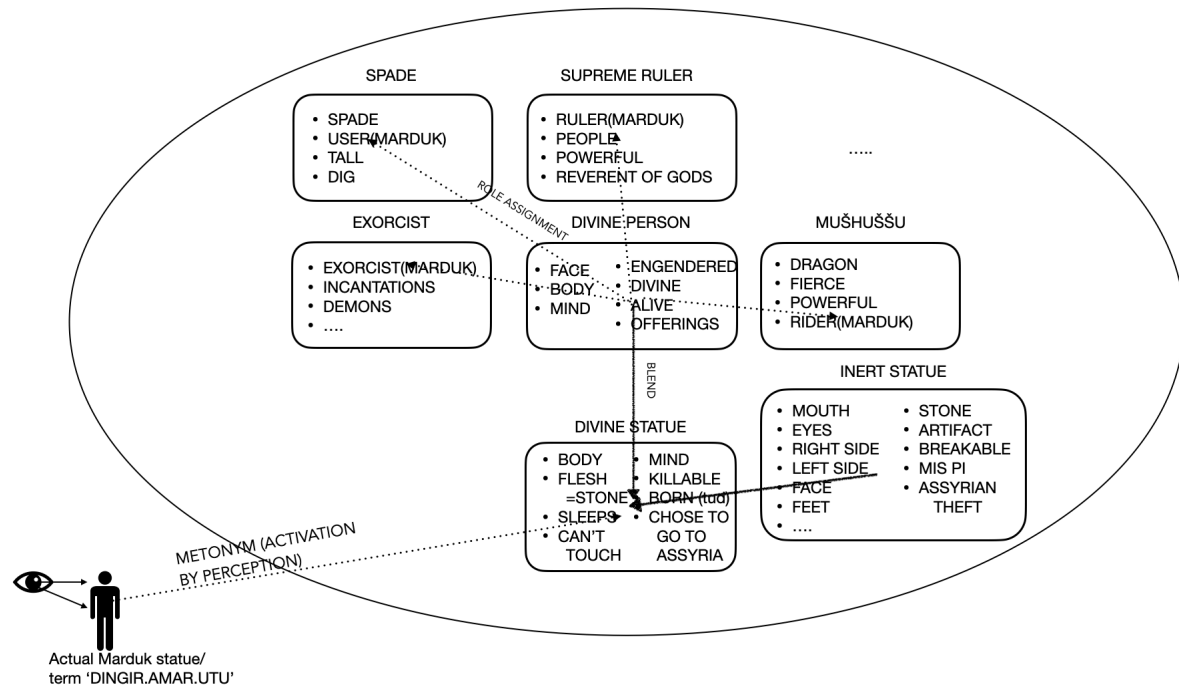 SPADE
• SPADE
• USER(MARDUK)
• TALL
• DIG
SUPREME RULER
• RULER(MARDUK)
• PEOPLE
• POWERFUL
• REVERENT OF GODS
.....
ROLE ASSIGNMENT
EXORCIST
• EXORCIST(MARDUK)
• INCANTATIONS
• DEMONS
• ....
DIVINE PERSON
• FACE
• BODY
• MIND
• ENGENDERED
• DIVINE
• ALIVE
• OFFERINGS
MUŠHUŠŠU
• DRAGON
• FIERCE
• POWERFUL
• RIDER(MARDUK)
BLEND
INERT STATUE
• MOUTH
• EYES
• RIGHT SIDE
• LEFT SIDE
• FACE
• FEET
• ....
• STONE
• ARTIFACT
• BREAKABLE
• MIS PI
• ASSYRIAN
THEFT
DIVINE STATUE
• BODY
• FLESH
=STONE
• SLEEPS
• CAN'T
TOUCH
• MIND
• KILLABLE
• BORN (tud)
• CHOSE TO
GO TO
ASSYRIA
METONYM (ACTIVATION
BY PERCEPTION)
Actual Marduk statue/
term ‘DINGIR.AMAR.UTU’